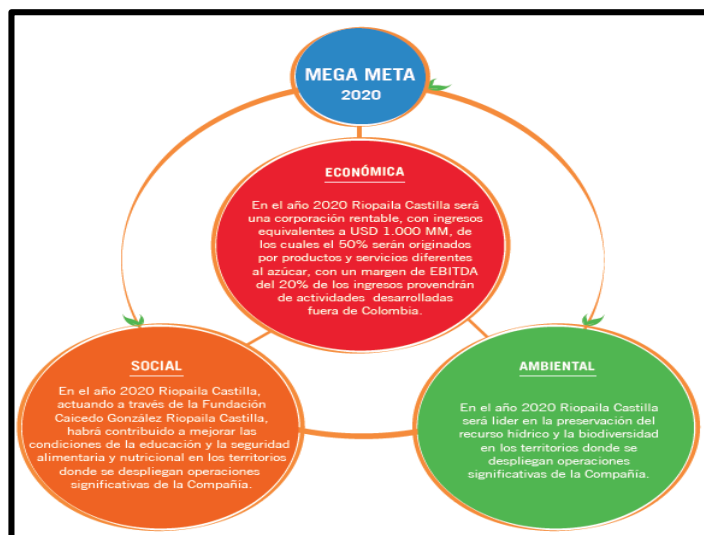 MEGA META
2020
ECONÓMICA
En el año 2020 Riopaila Castilla será
una corporación rentable, con ingresos
equivalentes a USD 1.000 MM, de
los cuales el 50% serán originados
por productos y servicios diferentes
al azúcar, con un margen de EBITDA
del 20% de los ingresos provendrán
de actividades desarrolladas
fuera de Colombia.
SOCIAL
En el año 2020 Riopaila Castilla,
actuando a través de la Fundación
Caicedo González Riopaila Castilla,
habrá contribuido a mejorar las
condiciones de la educación y la seguridad
alimentaria y nutricional en los territorios
donde se despliegan operaciones
significativas de la Compañía.
AMBIENTAL
En el año 2020 Riopaila Castilla
será lider en la preservación del
recurso hídrico y la biodiversidad
en los territorios donde se
despliegan operaciones
significativas de la Compañía.